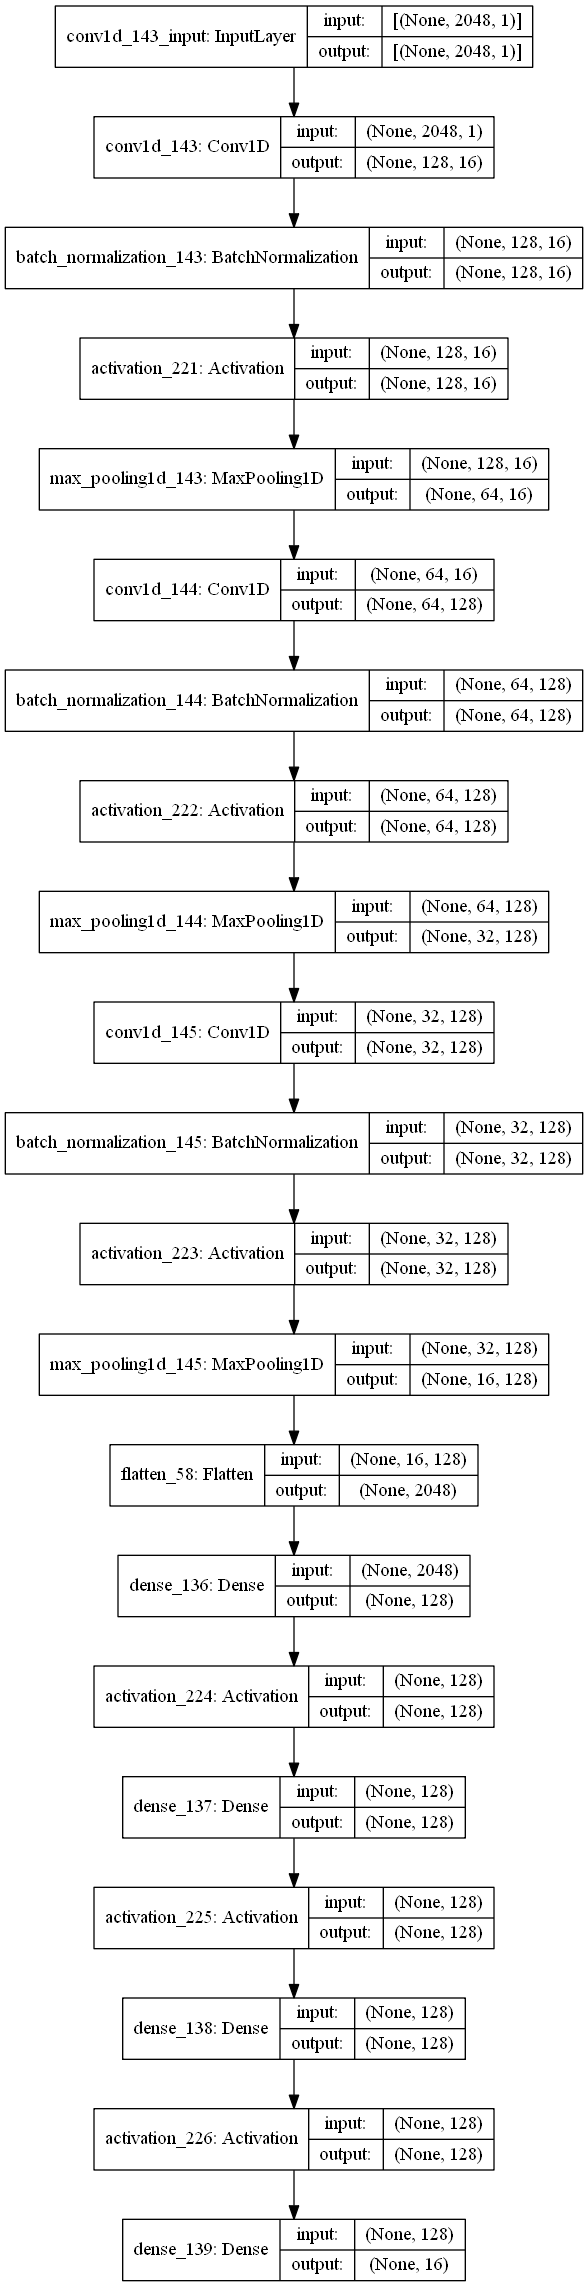 conv1d_143_input: InputLayer
input: [(None, 2048, 1)]
output: [(None, 2048, 1)]
conv1d_143: Conv1D
input: (None, 2048, 1)
output: (None, 128, 16)
batch_normalization_143: BatchNormalization
input: (None, 128, 16)
output: (None, 128, 16)
activation_221: Activation
input: (None, 128, 16)
output: (None, 128, 16)
max_pooling1d_143: MaxPooling1D
input: (None, 128, 16)
output: (None, 64, 16)
conv1d_144: Conv1D
input: (None, 64, 16)
output: (None, 64, 128)
batch_normalization_144: BatchNormalization
input: (None, 64, 128)
output: (None, 64, 128)
activation_222: Activation
input: (None, 64, 128)
output: (None, 64, 128)
max_pooling1d_144: MaxPooling1D
input: (None, 64, 128)
output: (None, 32, 128)
conv1d_145: Conv1D
input: (None, 32, 128)
output: (None, 32, 128)
batch_normalization_145: BatchNormalization
input: (None, 32, 128)
output: (None, 32, 128)
activation_223: Activation
input: (None, 32, 128)
output: (None, 32, 128)
max_pooling1d_145: MaxPooling1D
input: (None, 32, 128)
output: (None, 16, 128)
flatten_58: Flatten
input: (None, 16, 128)
output: (None, 2048)
dense_136: Dense
input: (None, 2048)
output: (None, 128)
activation_224: Activation
input: (None, 128)
output: (None, 128)
dense_137: Dense
input: (None, 128)
output: (None, 128)
activation_225: Activation
input: (None, 128)
output: (None, 128)
dense_138: Dense
input: (None, 128)
output: (None, 128)
activation_226: Activation
input: (None, 128)
output: (None, 128)
dense_139: Dense
input: (None, 128)
output: (None, 16)